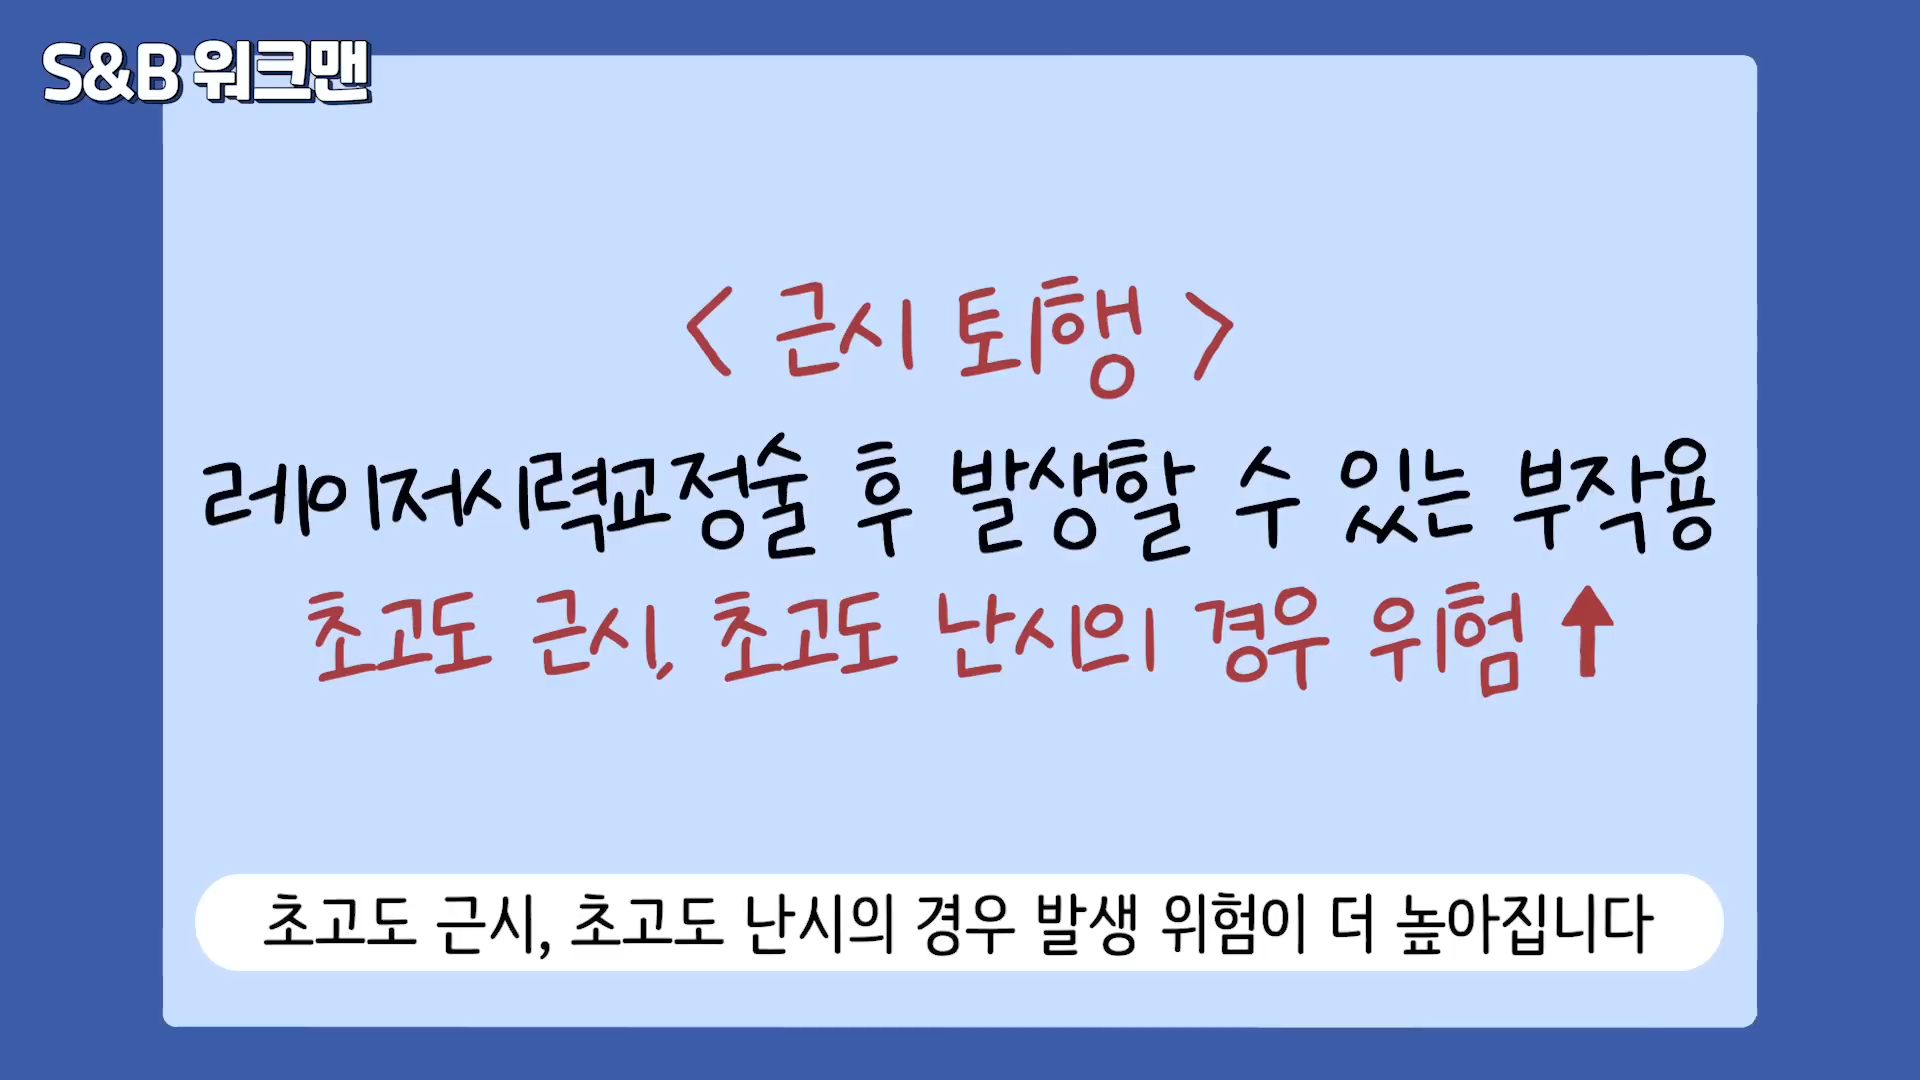 S&B 워크맨
< 근시 퇴행 >
레이저시력교정술 후 발생할 수 있는 부작용
초고도 근시, 초고도 난시의 경우 위험 ↑
초고도 근시, 초고도 난시의 경우 발생 위험이 더 높아집니다